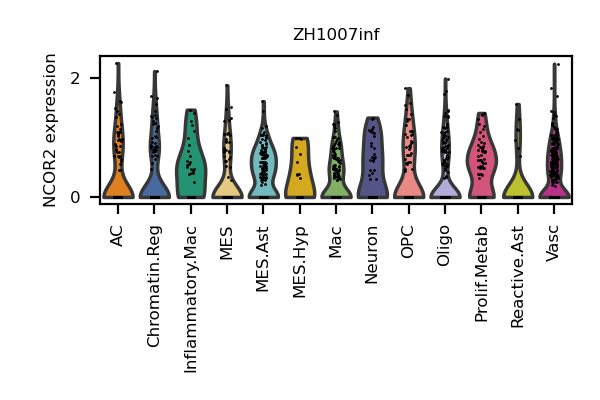 ZH1007inf
NCOR2 expression
2
0
AC
Chromatin.Reg
Inflammatory.Mac
MES
MES.Ast
MES.Hyp
Mac
Neuron
OPC
Oligo
Prolif.Metab
Reactive.Ast
Vasc